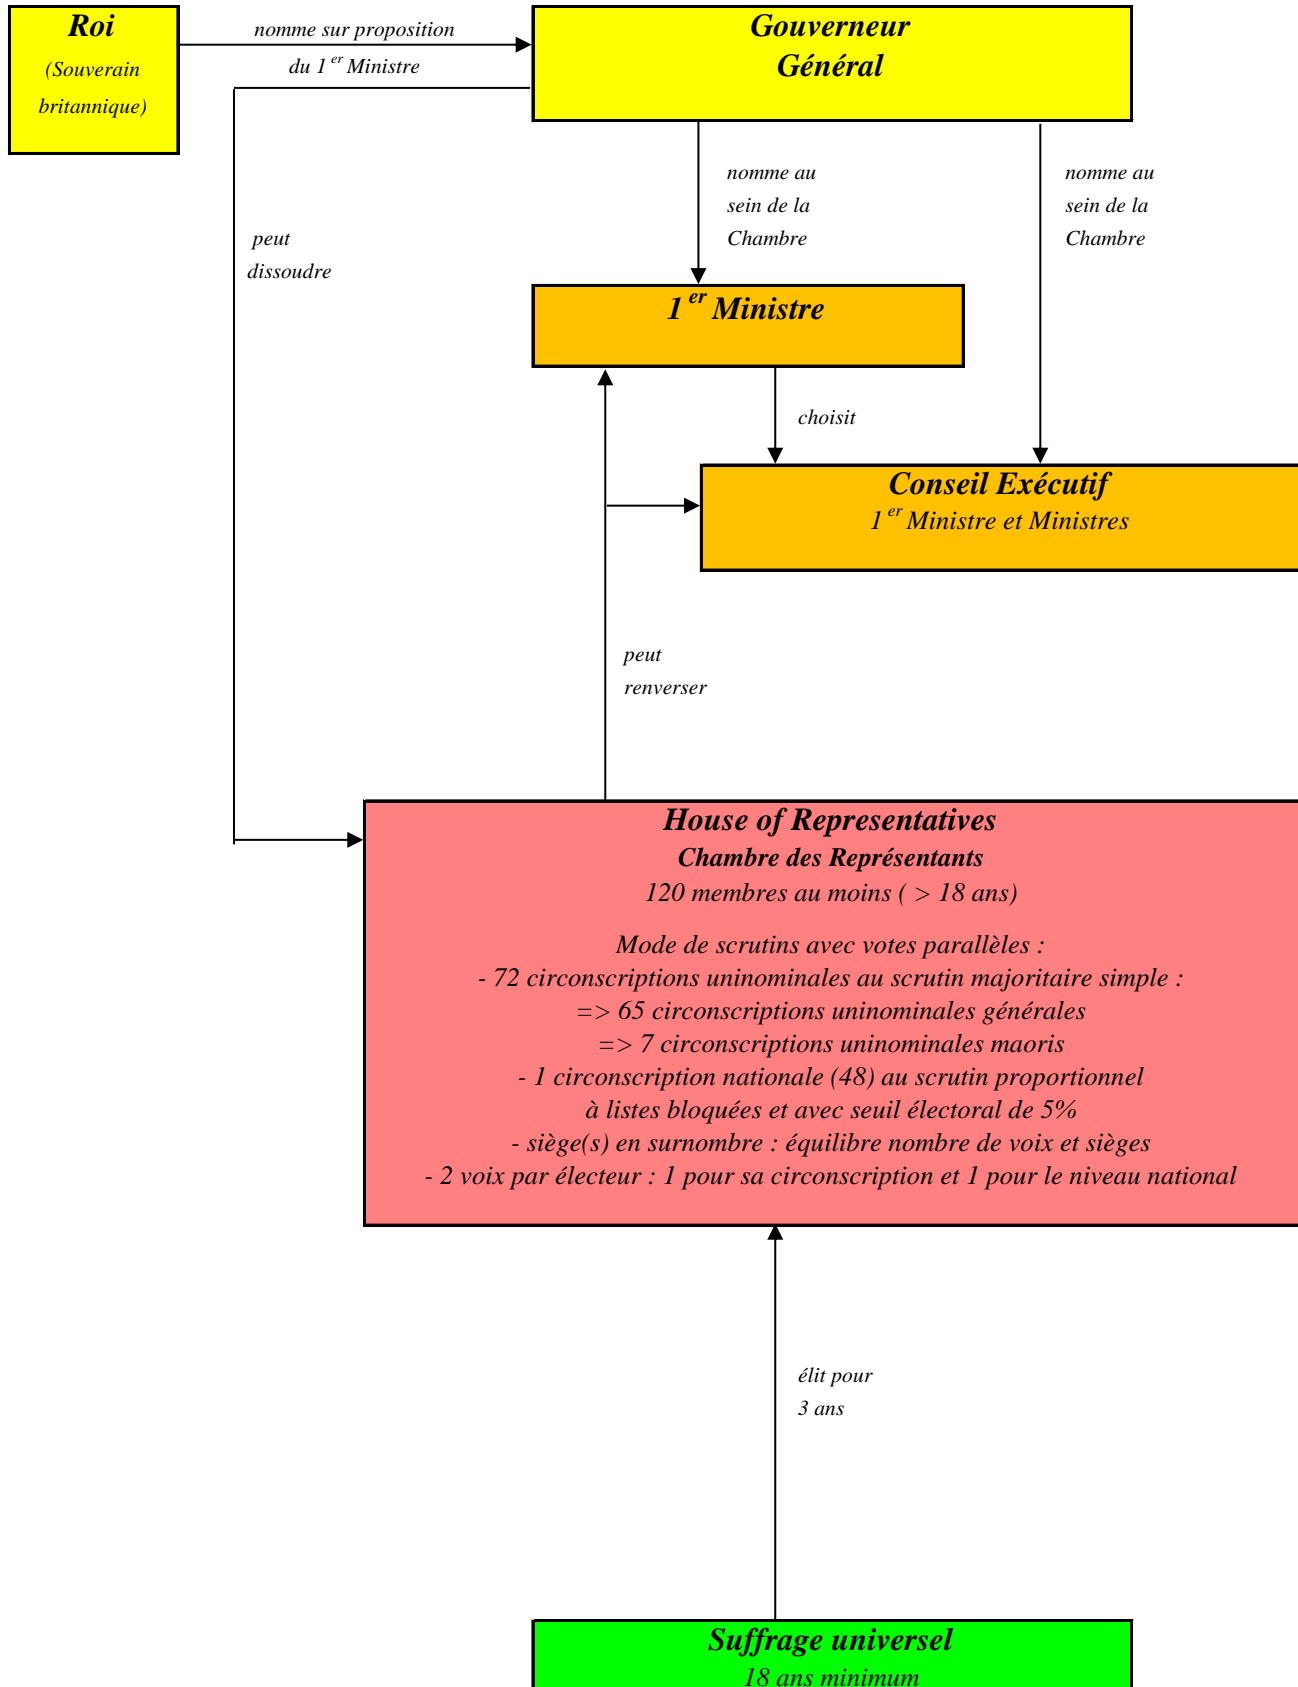 Roi
(Souverain
britannique)
nomme sur proposition
du 1er Ministre
Gouverneur
Général
nomme au
sein de la
Chambre
nomme au
sein de la
Chambre
peut
dissoudre
1er Ministre
choisit
Conseil Exécutif
1er Ministre et Ministres
peut
renverser
House of Representatives
Chambre des Représentants
120 membres au moins ( > 18 ans)
Mode de scrutins avec votes parallèles :
- 72 circonscriptions uninominales au scrutin majoritaire simple :
=> 65 circonscriptions uninominales générales
=> 7 circonscriptions uninominales maoris
- 1 circonscription nationale (48) au scrutin proportionnel
à listes bloquées et avec seuil électoral de 5%
- siège(s) en surnombre : équilibre nombre de voix et sièges
- 2 voix par électeur : 1 pour sa circonscription et 1 pour le niveau national
élit pour
3 ans
Suffrage universel
18 ans minimum